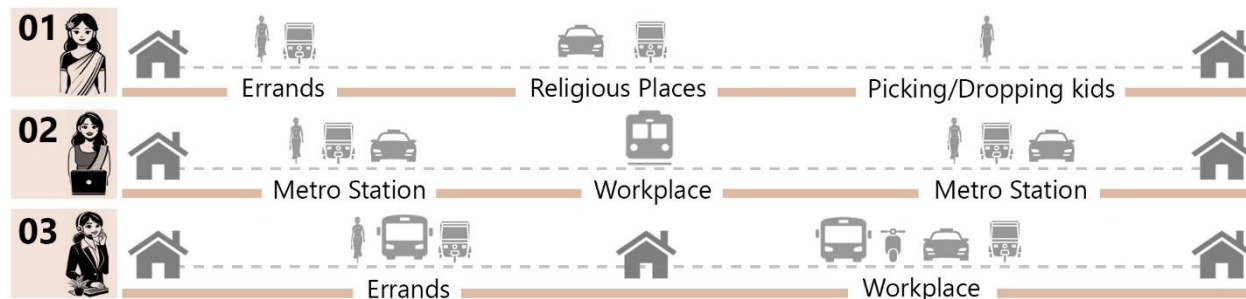 01
Errands Religious Places Picking/Dropping kids
02
Metro Station Workplace Metro Station
03
Errands Workplace